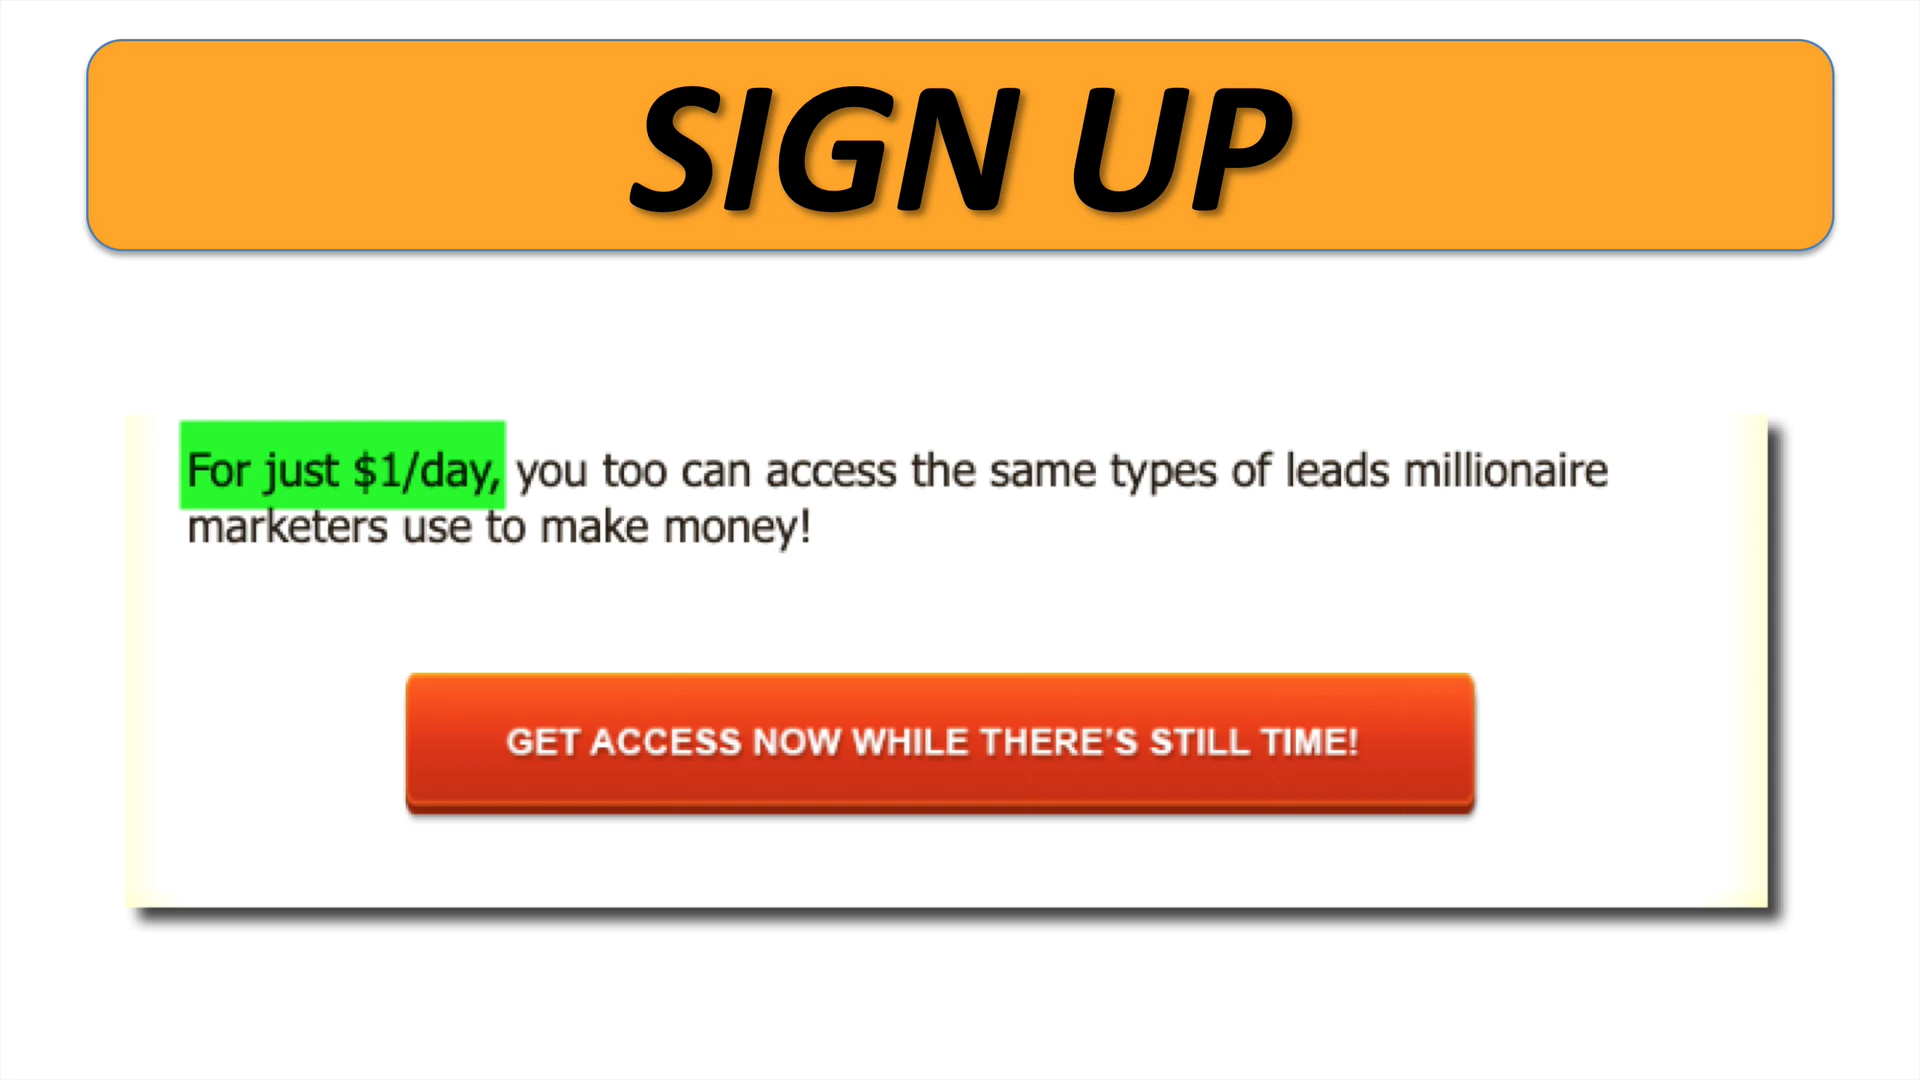 SIGN UP
For just $1/day, you too can access the same types of leads millionaire
marketers use to make money!
GET ACCESS NOW WHILE THERE'S STILL TIME!